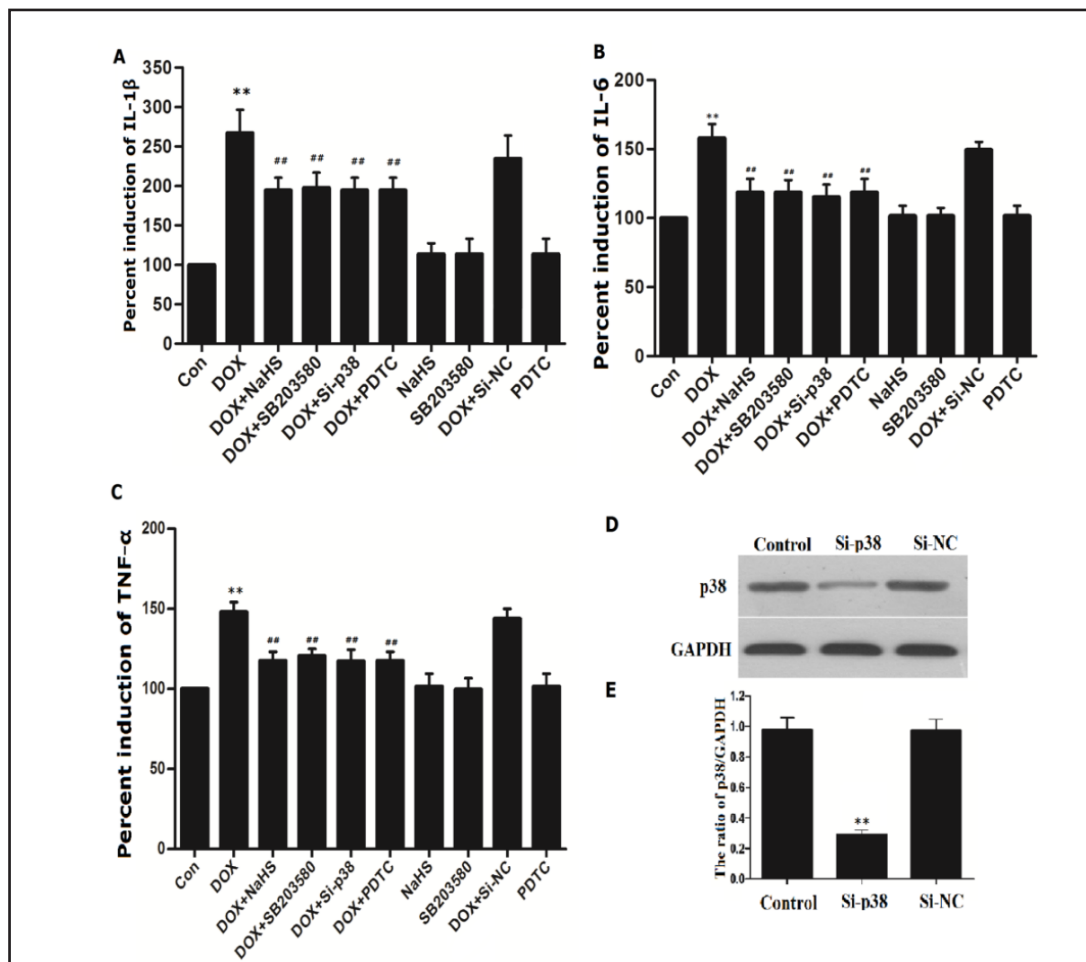 A
Percent induction of IL-1β
350
300
250
200
150
100
50
0
**
##
##
##
##
Con
DOX
DOX+NaHS
DOX+SB203580
DOX+Si-p38
DOX+PDTC
NaHS
SB203580
DOX+Si-NC
PDTC
B
Percent induction of IL-6
200
150
100
50
0
**
##
##
##
##
Con
DOX
DOX+NaHS
DOX+SB203580
DOX+Si-p38
DOX+PDTC
NaHS
SB203580
DOX+Si-NC
PDTC
C
Percent induction of TNF-α
200
150
100
50
0
**
##
##
##
##
Con
DOX
DOX+NaHS
DOX+SB203580
DOX+Si-p38
DOX+PDTC
NaHS
SB203580
DOX+Si-NC
PDTC
D
Control Si-p38 Si-NC
p38
GAPDH
E
The ratio of p38/GAPDH
1.2
1.0
0.8
0.6
0.4
0.2
0.0
**
Control Si-p38 Si-NC